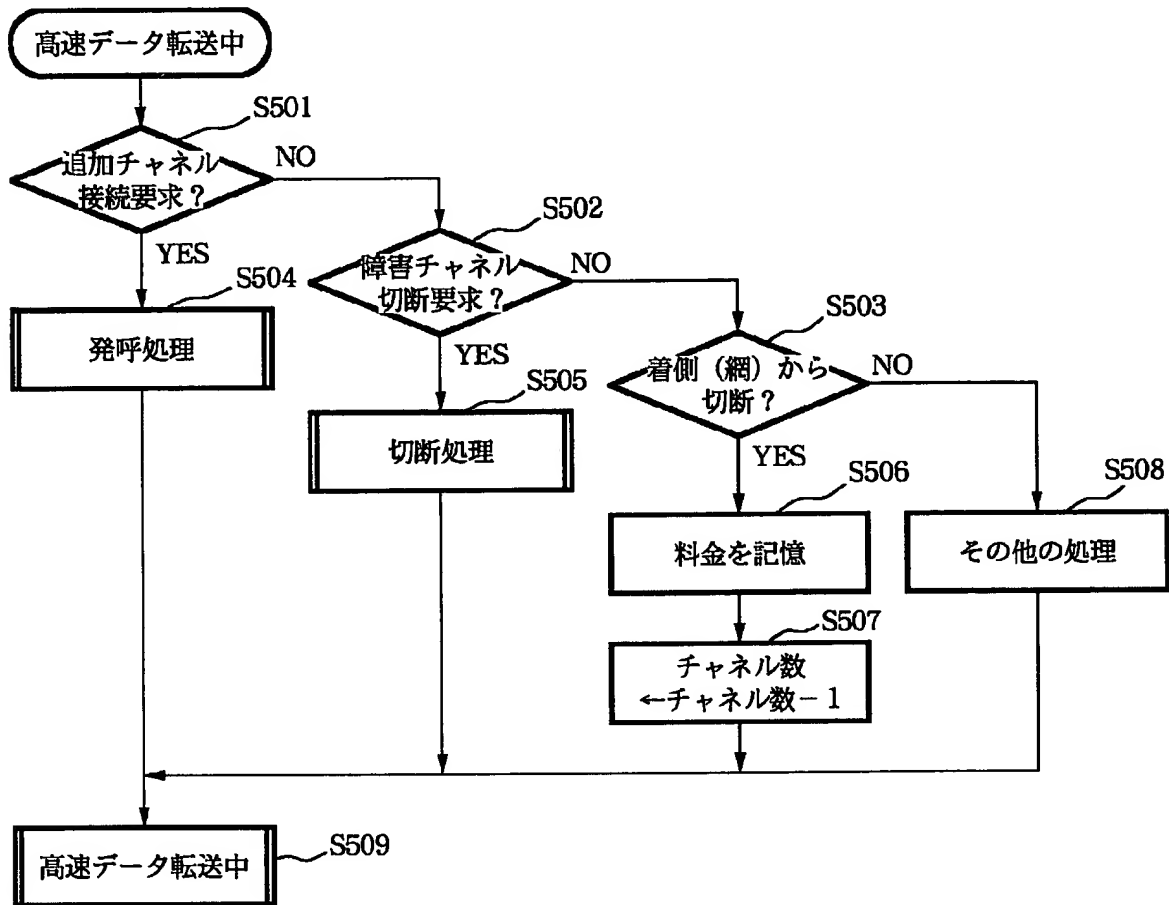 高速データ転送中
S501
追加チャネル
接続要求?
NO
YES
S502
障害チャネル
切断要求?
NO
YES
S503
着側(網)から
切断?
NO
YES
S504
発呼処理
S505
切断処理
S506
料金を記憶
S508
その他の処理
S507
チャネル数
←チャネル数-1
高速データ転送中
S509